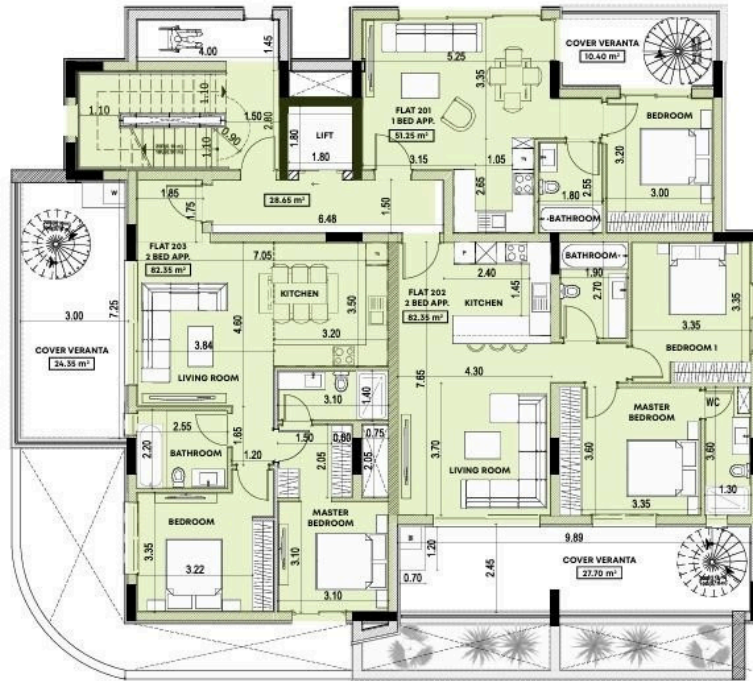 4.00
1.45
1.10
1.10
1.50
2.80
0.90
1.10
LIFT
1.80
1.80
5.25
3.35
FLAT 201
1 BED APP.
51.25 m²
3.15
1.05
2.65
COVER VERANTA
10.40 m²
BEDROOM
3.20
3.00
1.80
2.55
BATHROOM
1.85
1.75
28.65 m²
6.48
1.50
FLAT 203
2 BED APP.
82.35 m²
7.05
KITCHEN
3.50
3.20
4.60
3.84
LIVING ROOM
W
3.00
7.25
COVER VERANTA
24.35 m²
FLAT 202
2 BED APP.
82.35 m²
2.40
1.45
KITCHEN
BATHROOM
1.90
2.70
3.35
3.35
BEDROOM 1
7.65
4.30
3.70
LIVING ROOM
MASTER
BEDROOM
3.60
3.35
WC
3.60
1.30
3.10
1.40
2.55
2.20
BATHROOM
1.65
1.20
1.50
0.60
2.05
0.75
2.05
BEDROOM
3.35
3.22
MASTER
BEDROOM
3.10
3.10
1.20
0.70
2.45
9.89
COVER VERANTA
27.70 m²